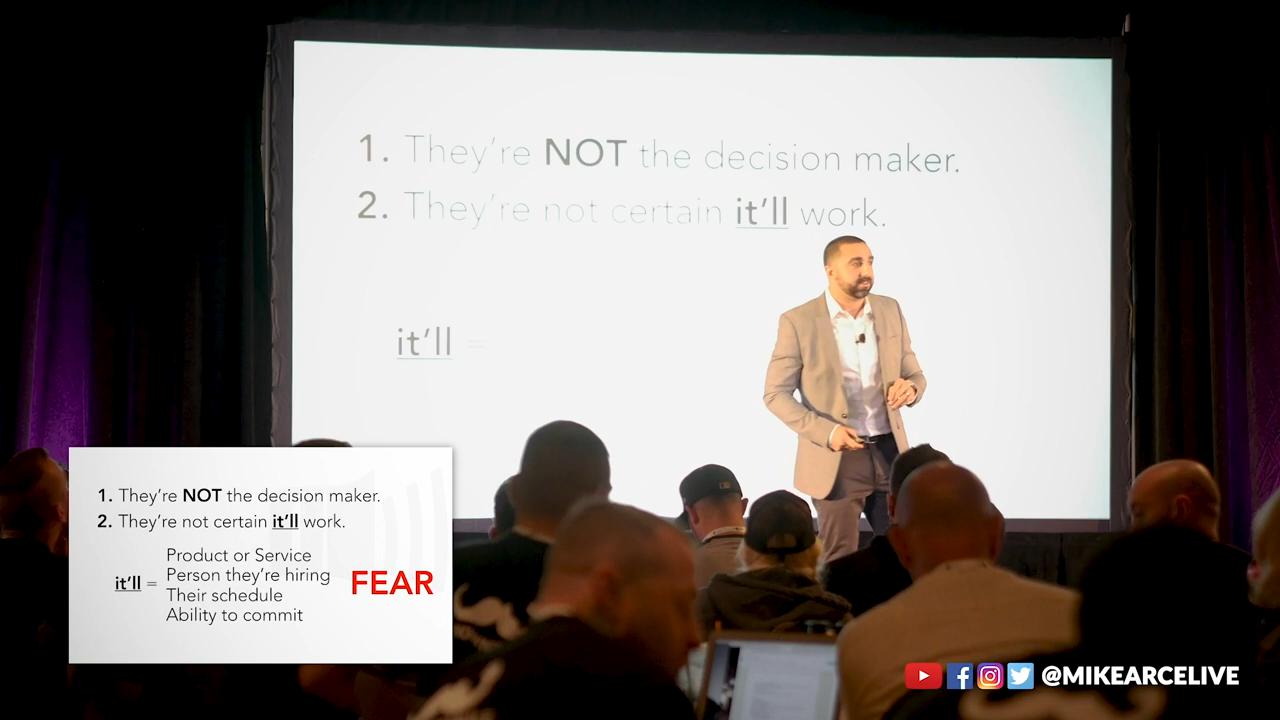 1. They're NOT the decision maker.
2. They're not certain it'll work.
it'll =
1. They're NOT the decision maker.
2. They're not certain it'll work.
it'll =
Product or Service
Person they're hiring
Their schedule
Ability to commit
FEAR
@MIKEARCELIVE